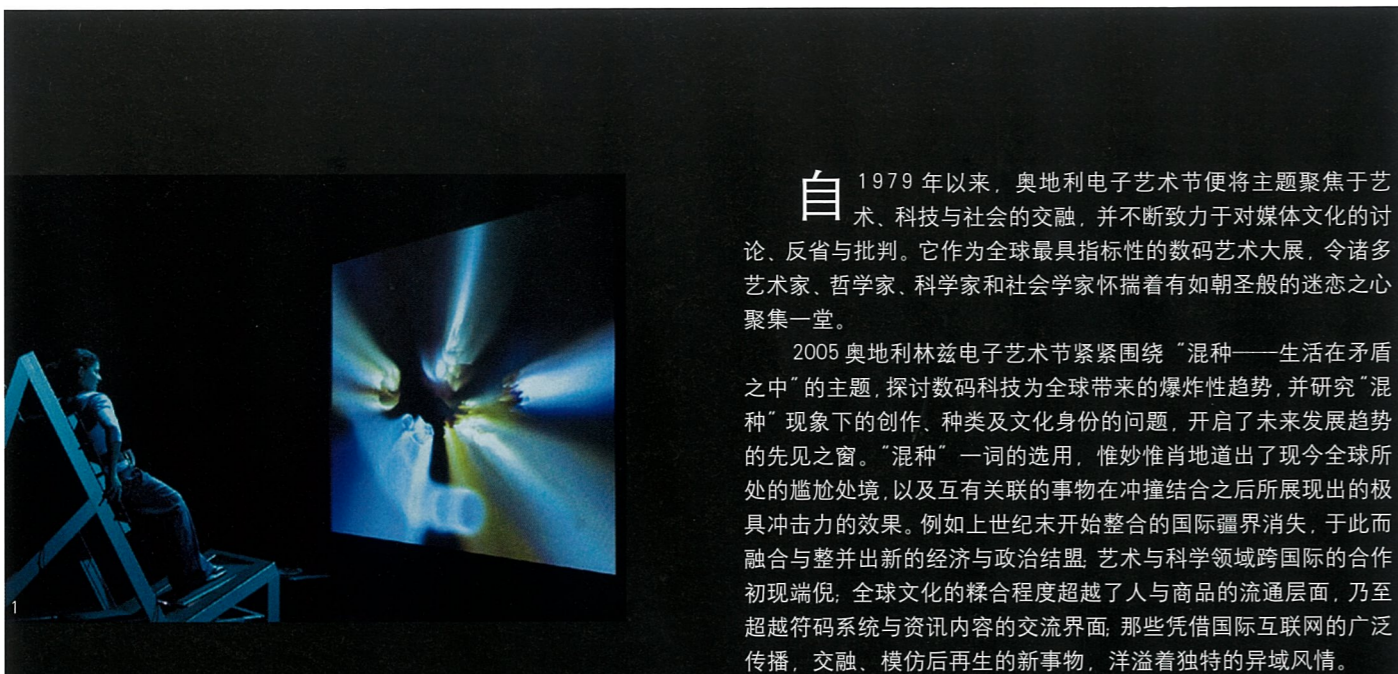 自 1979 年以来，奥地利电子艺术节便将主题聚焦于艺
术、科技与社会的交融，并不断致力于对媒体文化的讨
论、反省与批判。它作为全球最具指标性的数码艺术大展，令诸多
艺术家、哲学家、科学家和社会学家怀揣着有如朝圣般的迷恋之心
聚集一堂。
2005 奥地利林兹电子艺术节紧紧围绕“混种——生活在矛盾
之中”的主题，探讨数码科技为全球带来的爆炸性趋势，并研究“混
种”现象下的创作、种类及文化身份的问题，开启了未来发展趋势
的先见之窗。“混种”一词的选用，惟妙惟肖地道出了现今全球所
处的尴尬处境，以及互有关联的事物在冲撞结合之后所展现出的极
具冲击力的效果。例如上世纪末开始整合的国际疆界消失，于此而
融合与整并出新的经济与政治结盟；艺术与科学领域跨国际的合作
初现端倪；全球文化的糅合程度超越了人与商品的流通层面，乃至
超越符码系统与资讯内容的交流界面；那些凭借国际互联网的广泛
传播，交融、模仿后再生的新事物，洋溢着独特的异域风情。
1